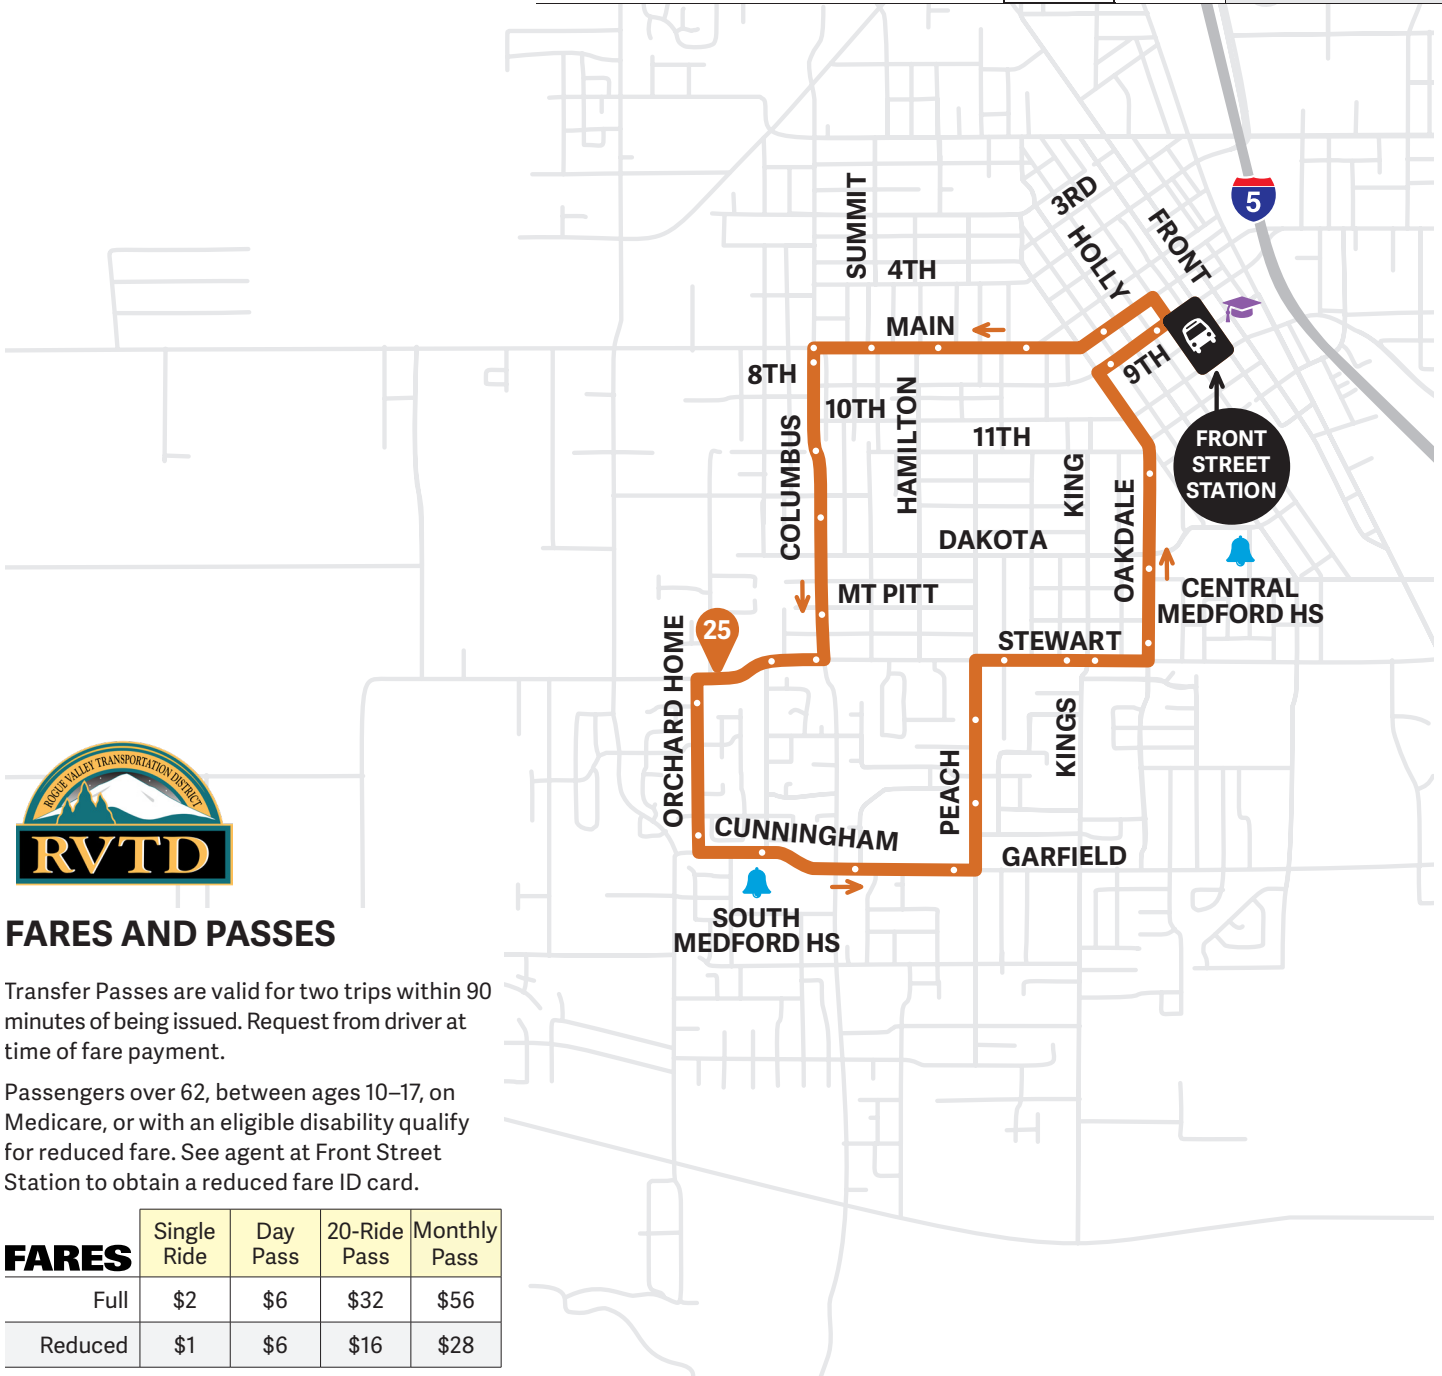 5
3RD
HOLLY
FRONT
SUMMIT
4TH
MAIN
8TH
9TH
10TH
HAMILTON
COLUMBUS
11TH
KING
FRONT
STREET
STATION
OAKDALE
DAKOTA
MT PITT
CENTRAL
MEDFORD HS
25
STEWART
ORCHARD HOME
KINGS
PEACH
CUNNINGHAM
GARFIELD
SOUTH
MEDFORD HS
ROGUE VALLEY TRANSPORTATION DISTRICT
RVTD
FARES AND PASSES
Transfer Passes are valid for two trips within 90
minutes of being issued. Request from driver at
time of fare payment.
Passengers over 62, between ages 10–17, on
Medicare, or with an eligible disability qualify
for reduced fare. See agent at Front Street
Station to obtain a reduced fare ID card.
FARES Single Ride Day Pass 20-Ride Pass Monthly Pass
Full $2 $6 $32 $56
Reduced $1 $6 $16 $28